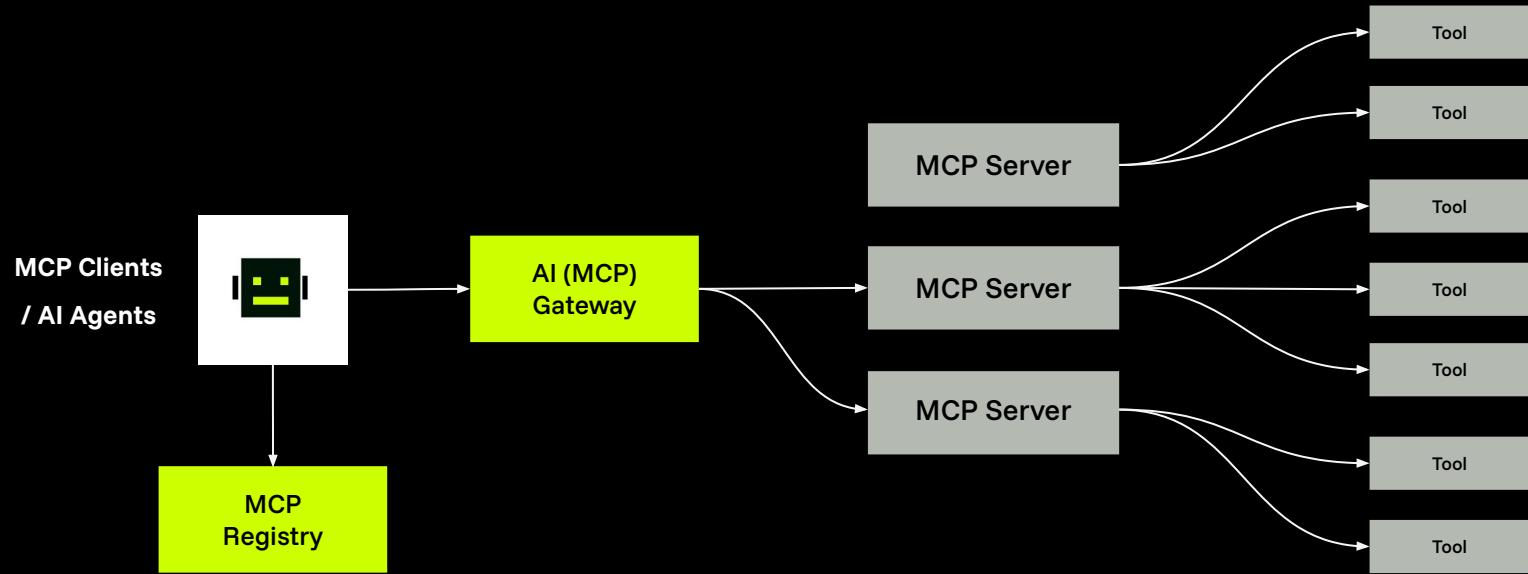 MCP Clients
/ AI Agents
AI (MCP)
Gateway
MCP
Registry
MCP Server
MCP Server
MCP Server
Tool
Tool
Tool
Tool
Tool
Tool
Tool